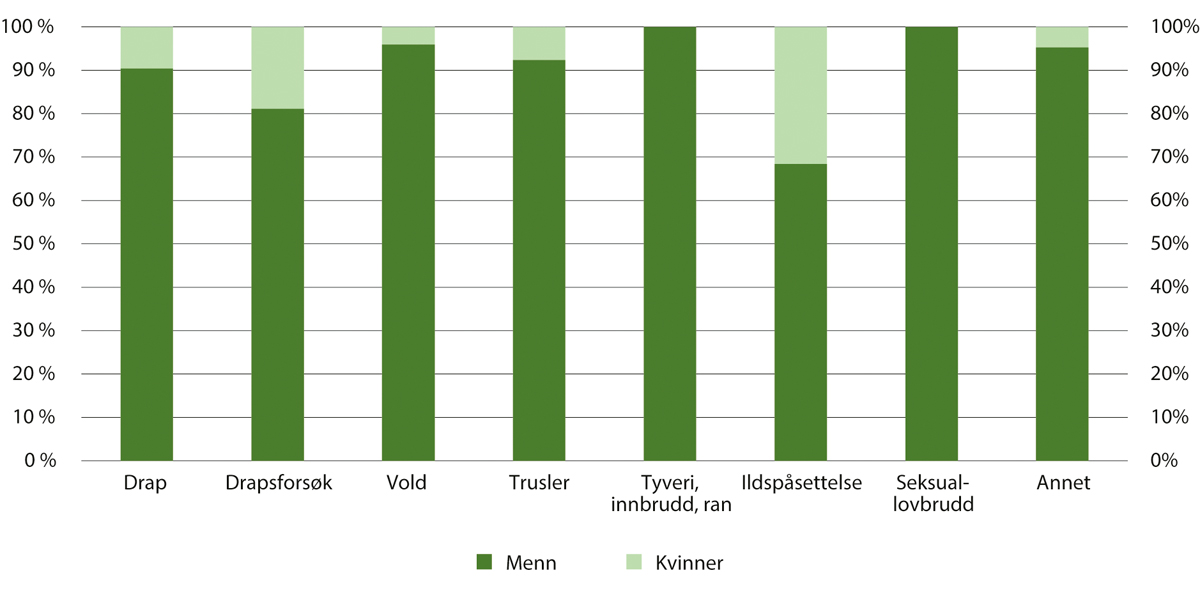 100 % 100%
90 % 90%
80 % 80%
70 % 70%
60 % 60%
50 % 50%
40 % 40%
30 % 30%
20 % 20%
10 % 10%
0 % 0%
Drap Drapsforsøk Vold Trusler Tyveri, Ildspåsettelse Seksual- Annet
innbrudd, ran lovbrudd
Menn Kvinner